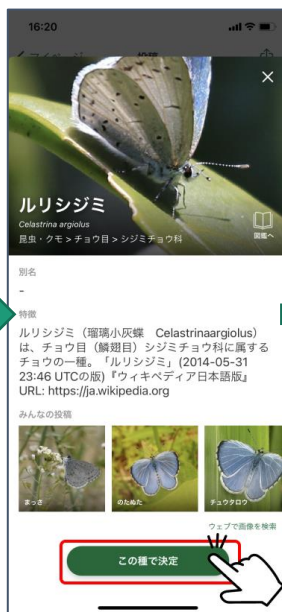 16:20
ルリシジミ
Celastrina argiolus
昆虫・クモ > チョウ目 > シジミチョウ科
図鑑へ
別名
-
特徴
ルリシジミ（瑠璃小灰蝶　Celastrinaargiolus）
は、チョウ目（鱗翅目）シジミチョウ科に属する
チョウの一種。「ルリシジミ」(2014-05-31
23:46 UTCの版)『ウィキペディア日本語版』
URL: https://ja.wikipedia.org
みんなの投稿
まっさ
のたぬた
チュウタロウ
ウェブで画像を検索
この種で決定